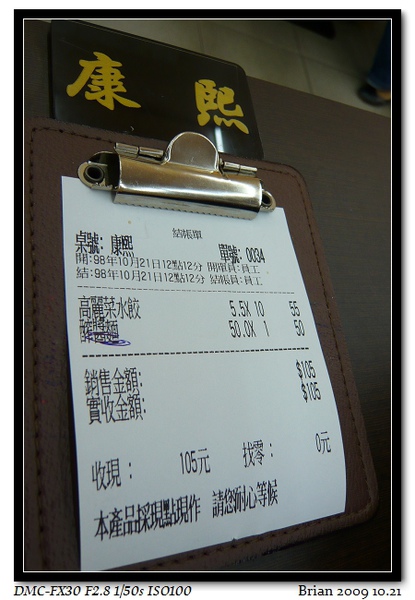 康熙
結帳單
桌號: 康熙 單號: 0034
開:98年10月21日12點12分 開單員:員工
結:98年10月21日12點12分 結帳員:員工
高麗菜水餃 5.5X 10 55
酸醬麵 50.0X 1 50
銷售金額: $105
實收金額: $105
收現: 105元 找零: 0元
本產品採現點現作 請您耐心等候
DMC-FX30 F2.8 1/50s ISO100 Brian 2009 10.21